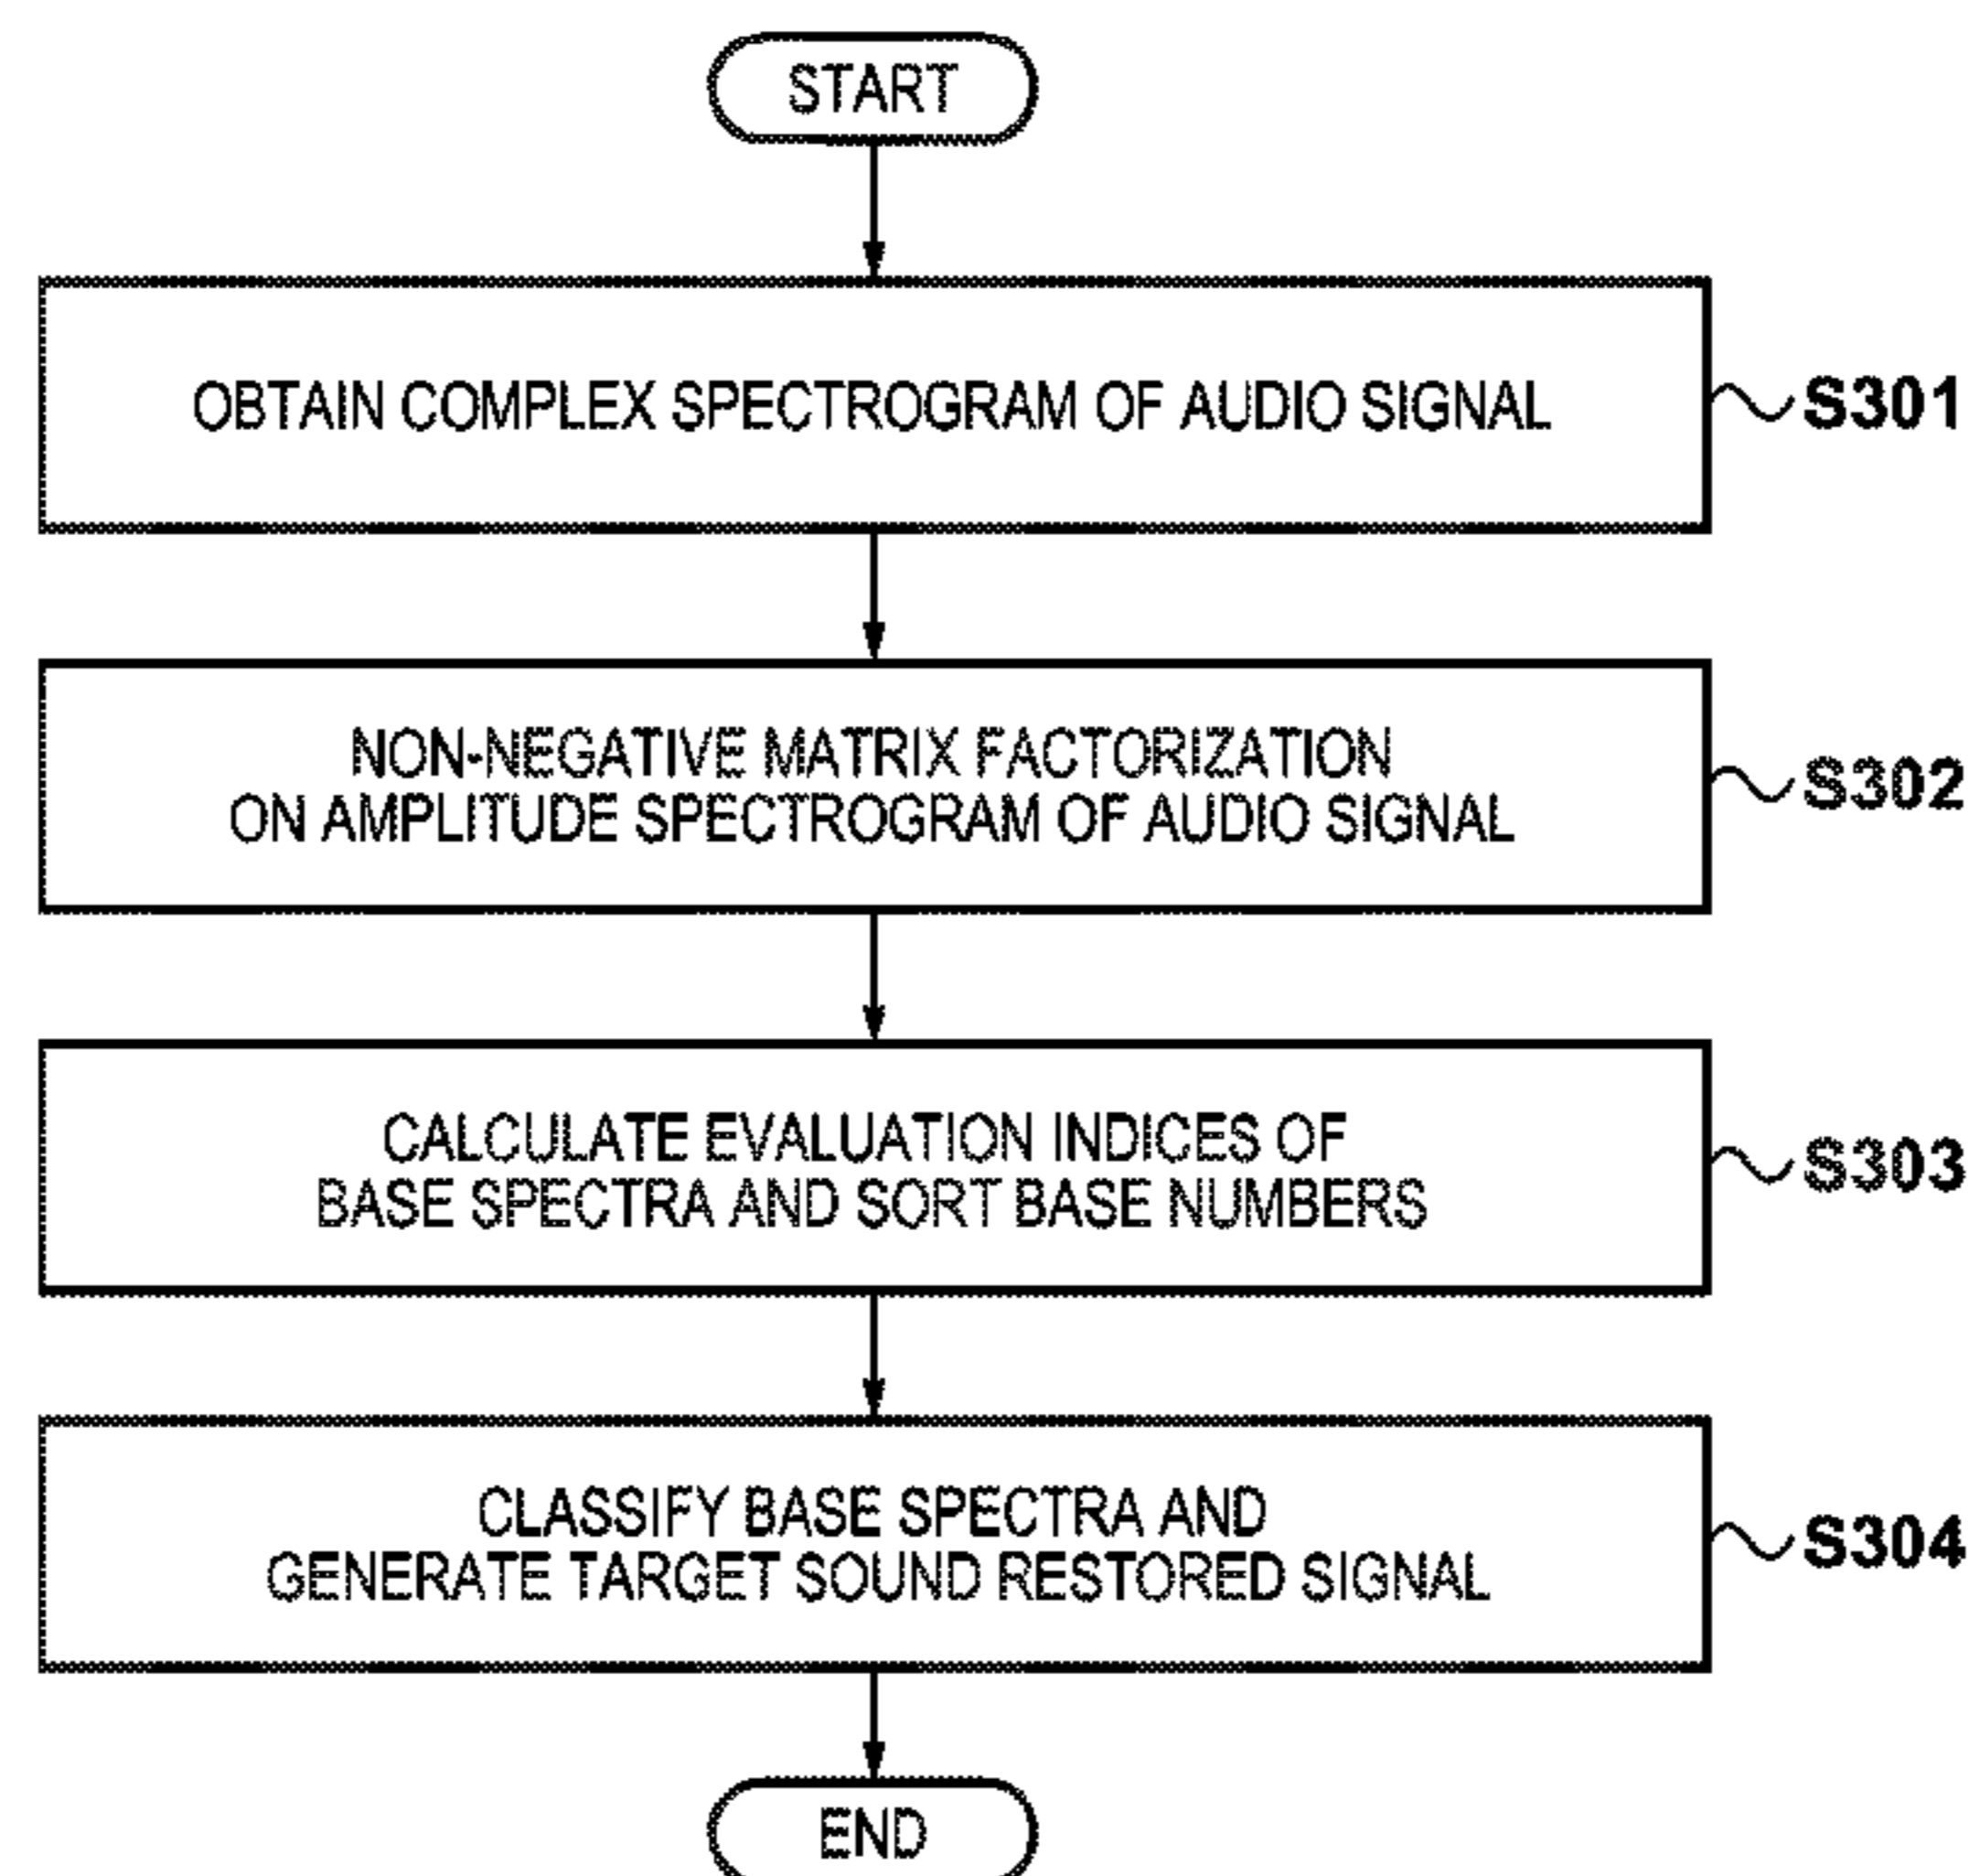 START
OBTAIN COMPLEX SPECTROGRAM OF AUDIO SIGNAL
S301
NON-NEGATIVE MATRIX FACTORIZATION
ON AMPLITUDE SPECTROGRAM OF AUDIO SIGNAL
S302
CALCULATE EVALUATION INDICES OF
BASE SPECTRA AND SORT BASE NUMBERS
S303
CLASSIFY BASE SPECTRA AND
GENERATE TARGET SOUND RESTORED SIGNAL
S304
END